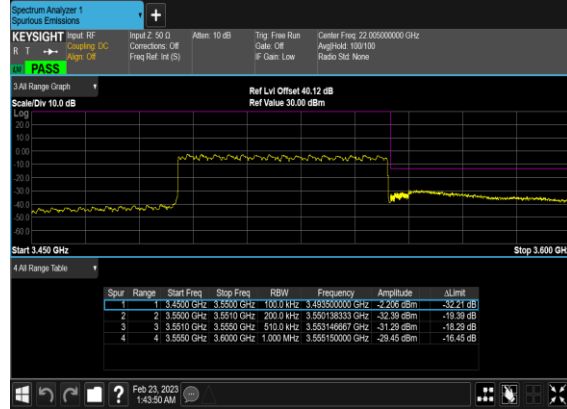 Spectrum Analyzer 1
Spurious Emissions
KEYSIGHT Input: RF Input Z: 50 Ω Atten: 10 dB Trig: Free Run Center Freq: 22.005000000 GHz
R T Coupling: DC Corrections: Off Gate: Off Avg|Hold: 100/100
Align: Off Freq Ref: Int (S) IF Gain: Low Radio Std: None
PASS
3 All Range Graph
Ref Lvl Offset 40.12 dB
Scale/Div 10.0 dB Ref Value 30.00 dBm
Log
20.0
10.0
0.00
-10.0
-20.0
-30.0
-40.0
-50.0
-60.0
Start 3.450 GHz Stop 3.600 GHz
4 All Range Table
Spur Range Start Freq Stop Freq RBW Frequency Amplitude ΔLimit
1 1 3.4500 GHz 3.5500 GHz 100.0 kHz 3.493500000 GHz -2.206 dBm -32.21 dB
2 2 3.5500 GHz 3.5510 GHz 200.0 kHz 3.550138333 GHz -32.39 dBm -19.39 dB
3 3 3.5510 GHz 3.5550 GHz 510.0 kHz 3.553146667 GHz -31.29 dBm -18.29 dB
4 4 3.5550 GHz 3.6000 GHz 1.000 MHz 3.555150000 GHz -29.45 dBm -16.45 dB
? Feb 23, 2023
1:43:50 AM